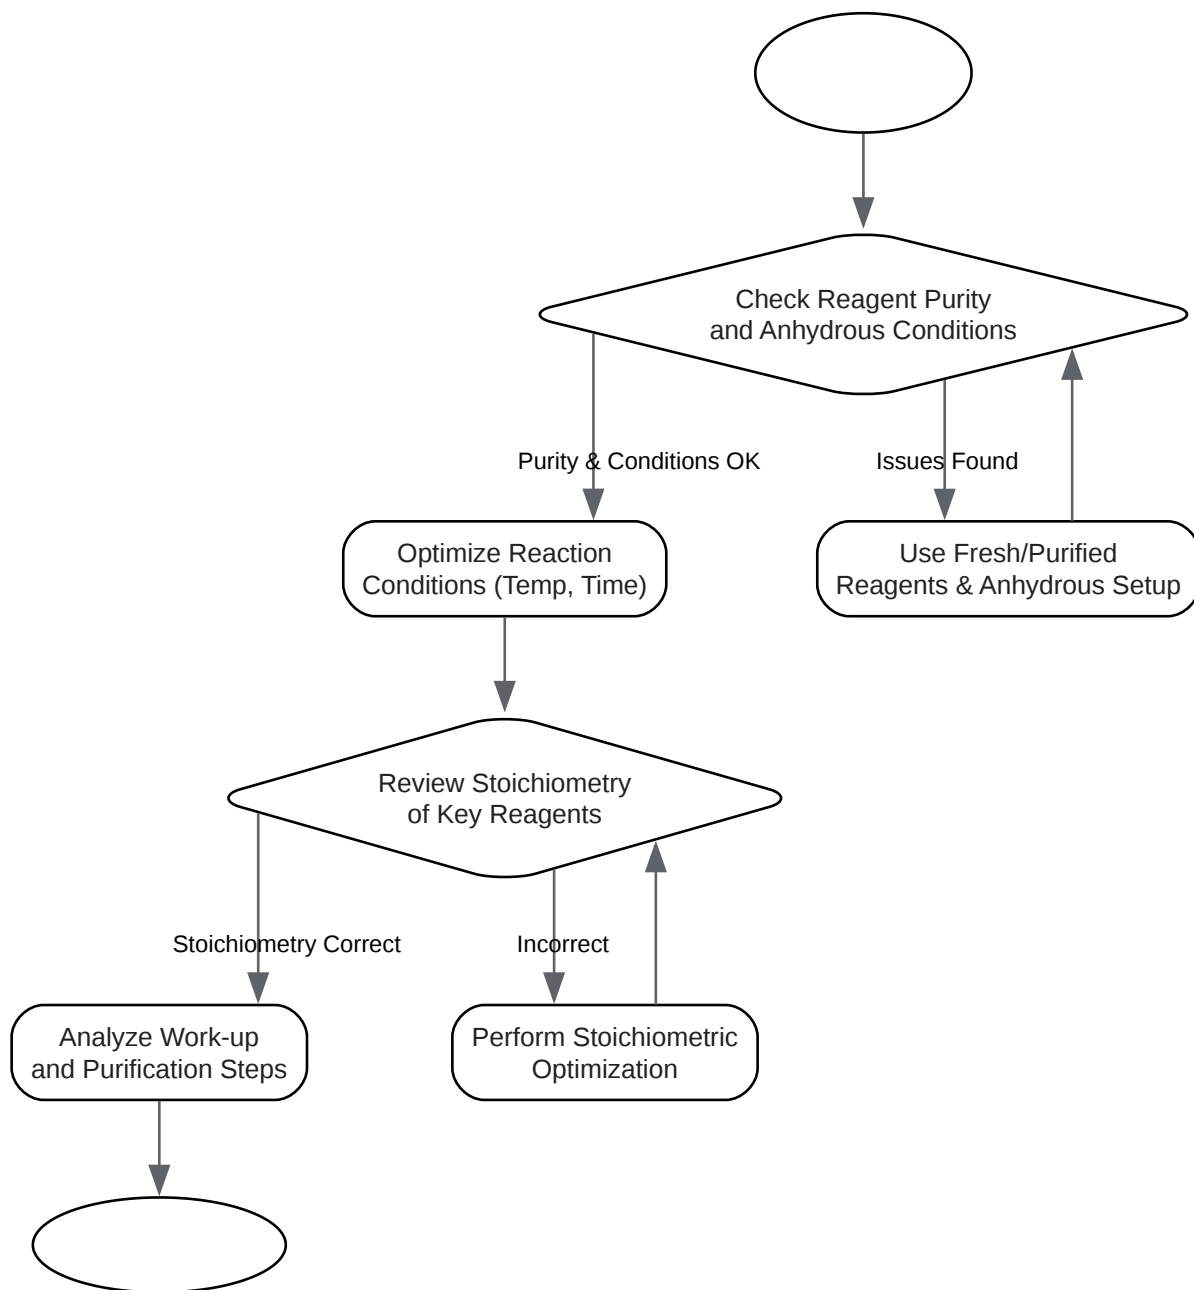 Check Reagent Purity
and Anhydrous Conditions
Purity & Conditions OK
Issues Found
Optimize Reaction
Conditions (Temp, Time)
Use Fresh/Purified
Reagents & Anhydrous Setup
Review Stoichiometry
of Key Reagents
Stoichiometry Correct
Incorrect
Analyze Work-up
and Purification Steps
Perform Stoichiometric
Optimization